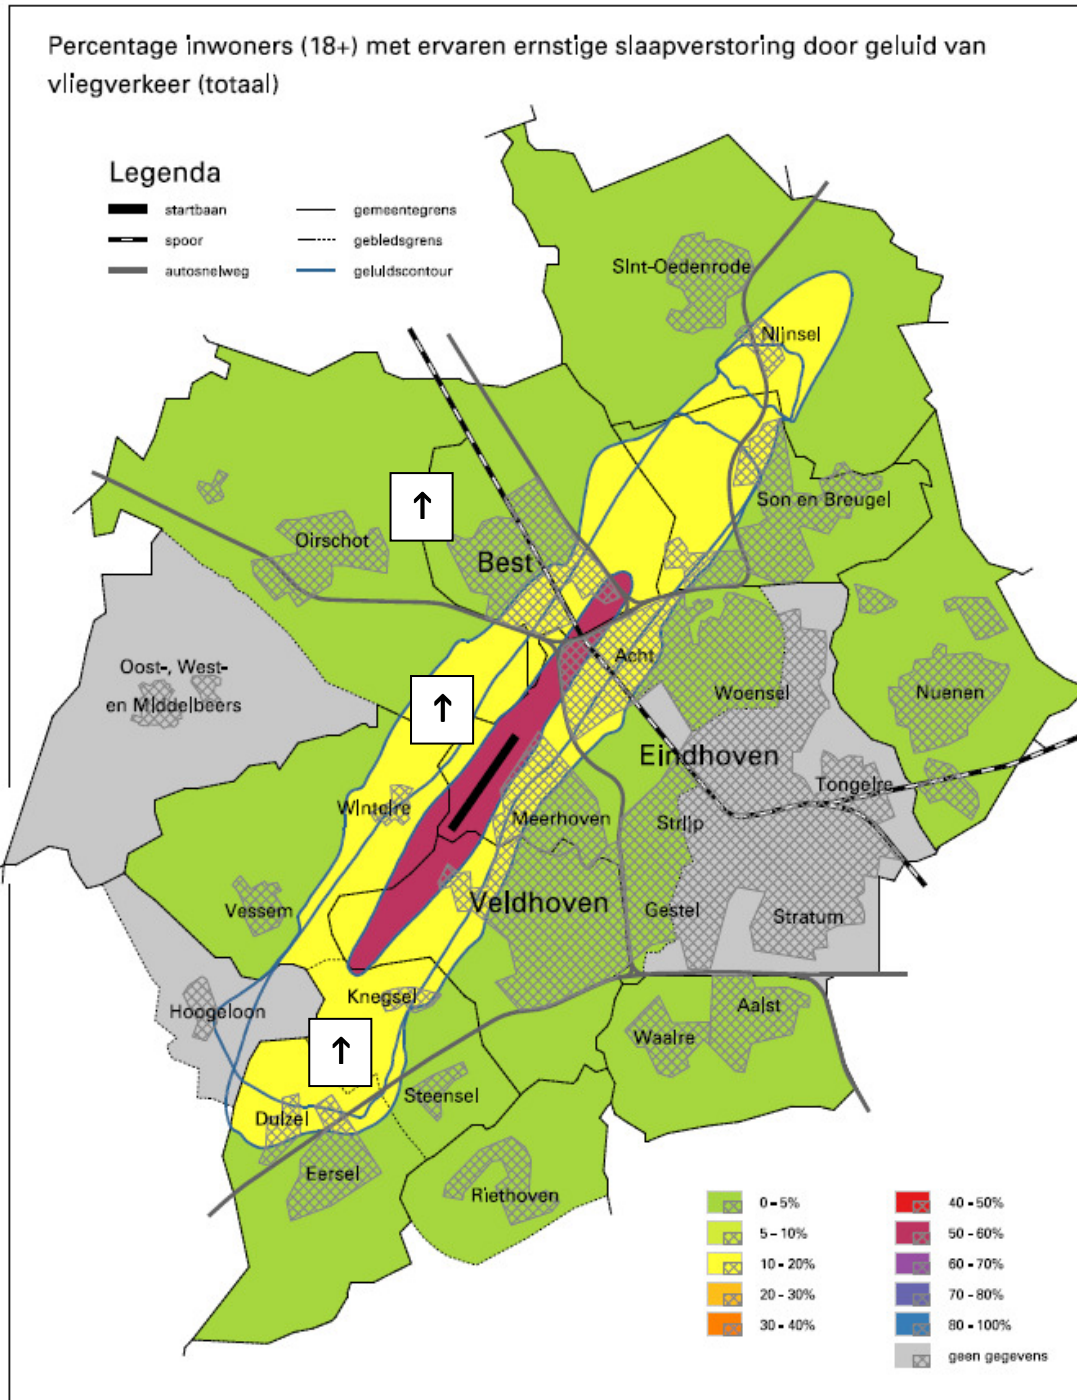 Percentage inwoners (18+) met ervaren ernstige slaapverstoring door geluid van
vliegverkeer (totaal)
Legenda
startbaan
gemeentegrens
spoor
gebiedsgrens
autosnelweg
geluidscontour
Sint-Oedenrode
Nijnsel
Son en Breugel
Oirschot
Best
↑
Oost-, West-
en Middelbeers
Acht
Woensel
Nuenen
↑
Eindhoven
Tongelre
Wintelre
Meerhoven
Strijp
Vessem
Veldhoven
Gestel
Stratum
Knegsel
Hoogeloon
Aalst
Waalre
↑
Steensel
Duizel
Eersel
Riethoven
0 – 5%
40 - 50%
5 – 10%
50 - 60%
10 - 20%
60 - 70%
20 - 30%
70 - 80%
30 - 40%
80 - 100%
geen gegevens